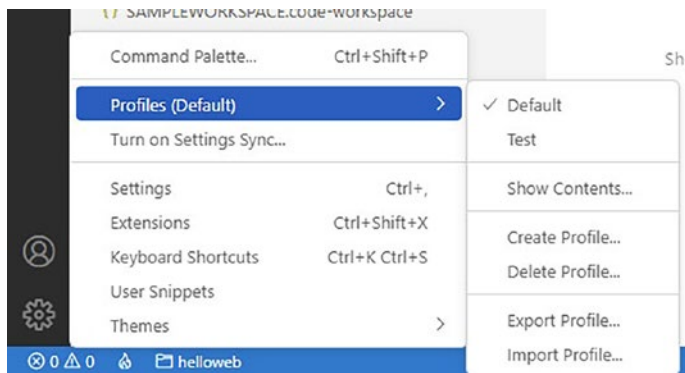 SAMPLEWORKSPACE.code-workspace
Command Palette... Ctrl+Shift+P
Sh
Profiles (Default)
Turn on Settings Sync...
Settings Ctrl+,
Extensions Ctrl+Shift+X
Keyboard Shortcuts Ctrl+K Ctrl+S
User Snippets
Themes
Default
Test
Show Contents...
Create Profile...
Delete Profile...
Export Profile...
Import Profile...
0 0 helloweb